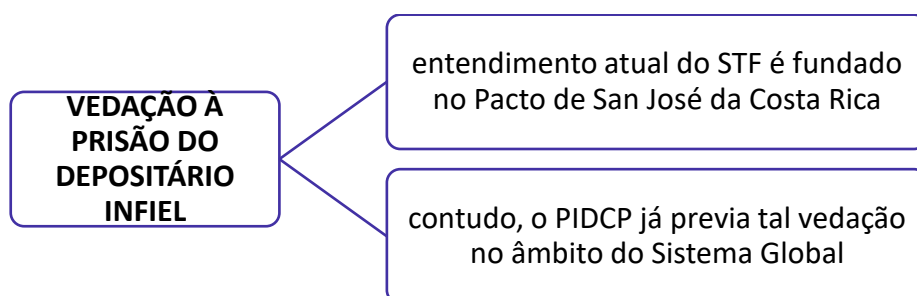 VEDAÇÃO À
PRISÃO DO
DEPOSITÁRIO
INFIEL
entendimento atual do STF é fundado
no Pacto de San José da Costa Rica
contudo, o PIDCP já previa tal vedação
no âmbito do Sistema Global